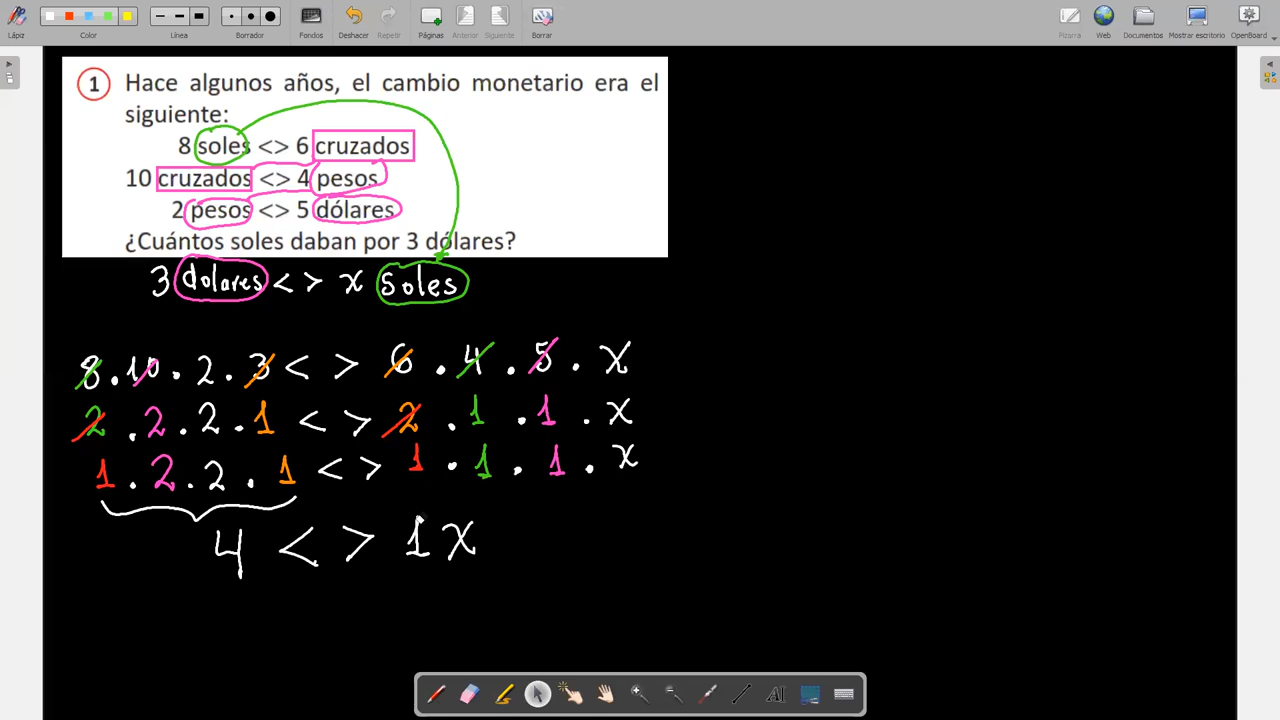 Lápiz Color Línea Borrador Fondos Deshacer Repetir Páginas Anterior Siguiente Borrar Pizarra Web Documentos Mostrar escritorio OpenBoard
1 Hace algunos años, el cambio monetario era el
siguiente:
8 soles <> 6 cruzados
10 cruzados <> 4 pesos
2 pesos <> 5 dólares
¿Cuántos soles daban por 3 dólares?
3 dolares < > x soles
8 . 10 . 2 . 3 < > 6 . 4 . 5 . x
2 . 2 . 2 . 1 < > 2 . 1 . 1 . x
1 . 2 . 2 . 1 < > 1 . 1 . 1 . x
4 < > 1 x
AI